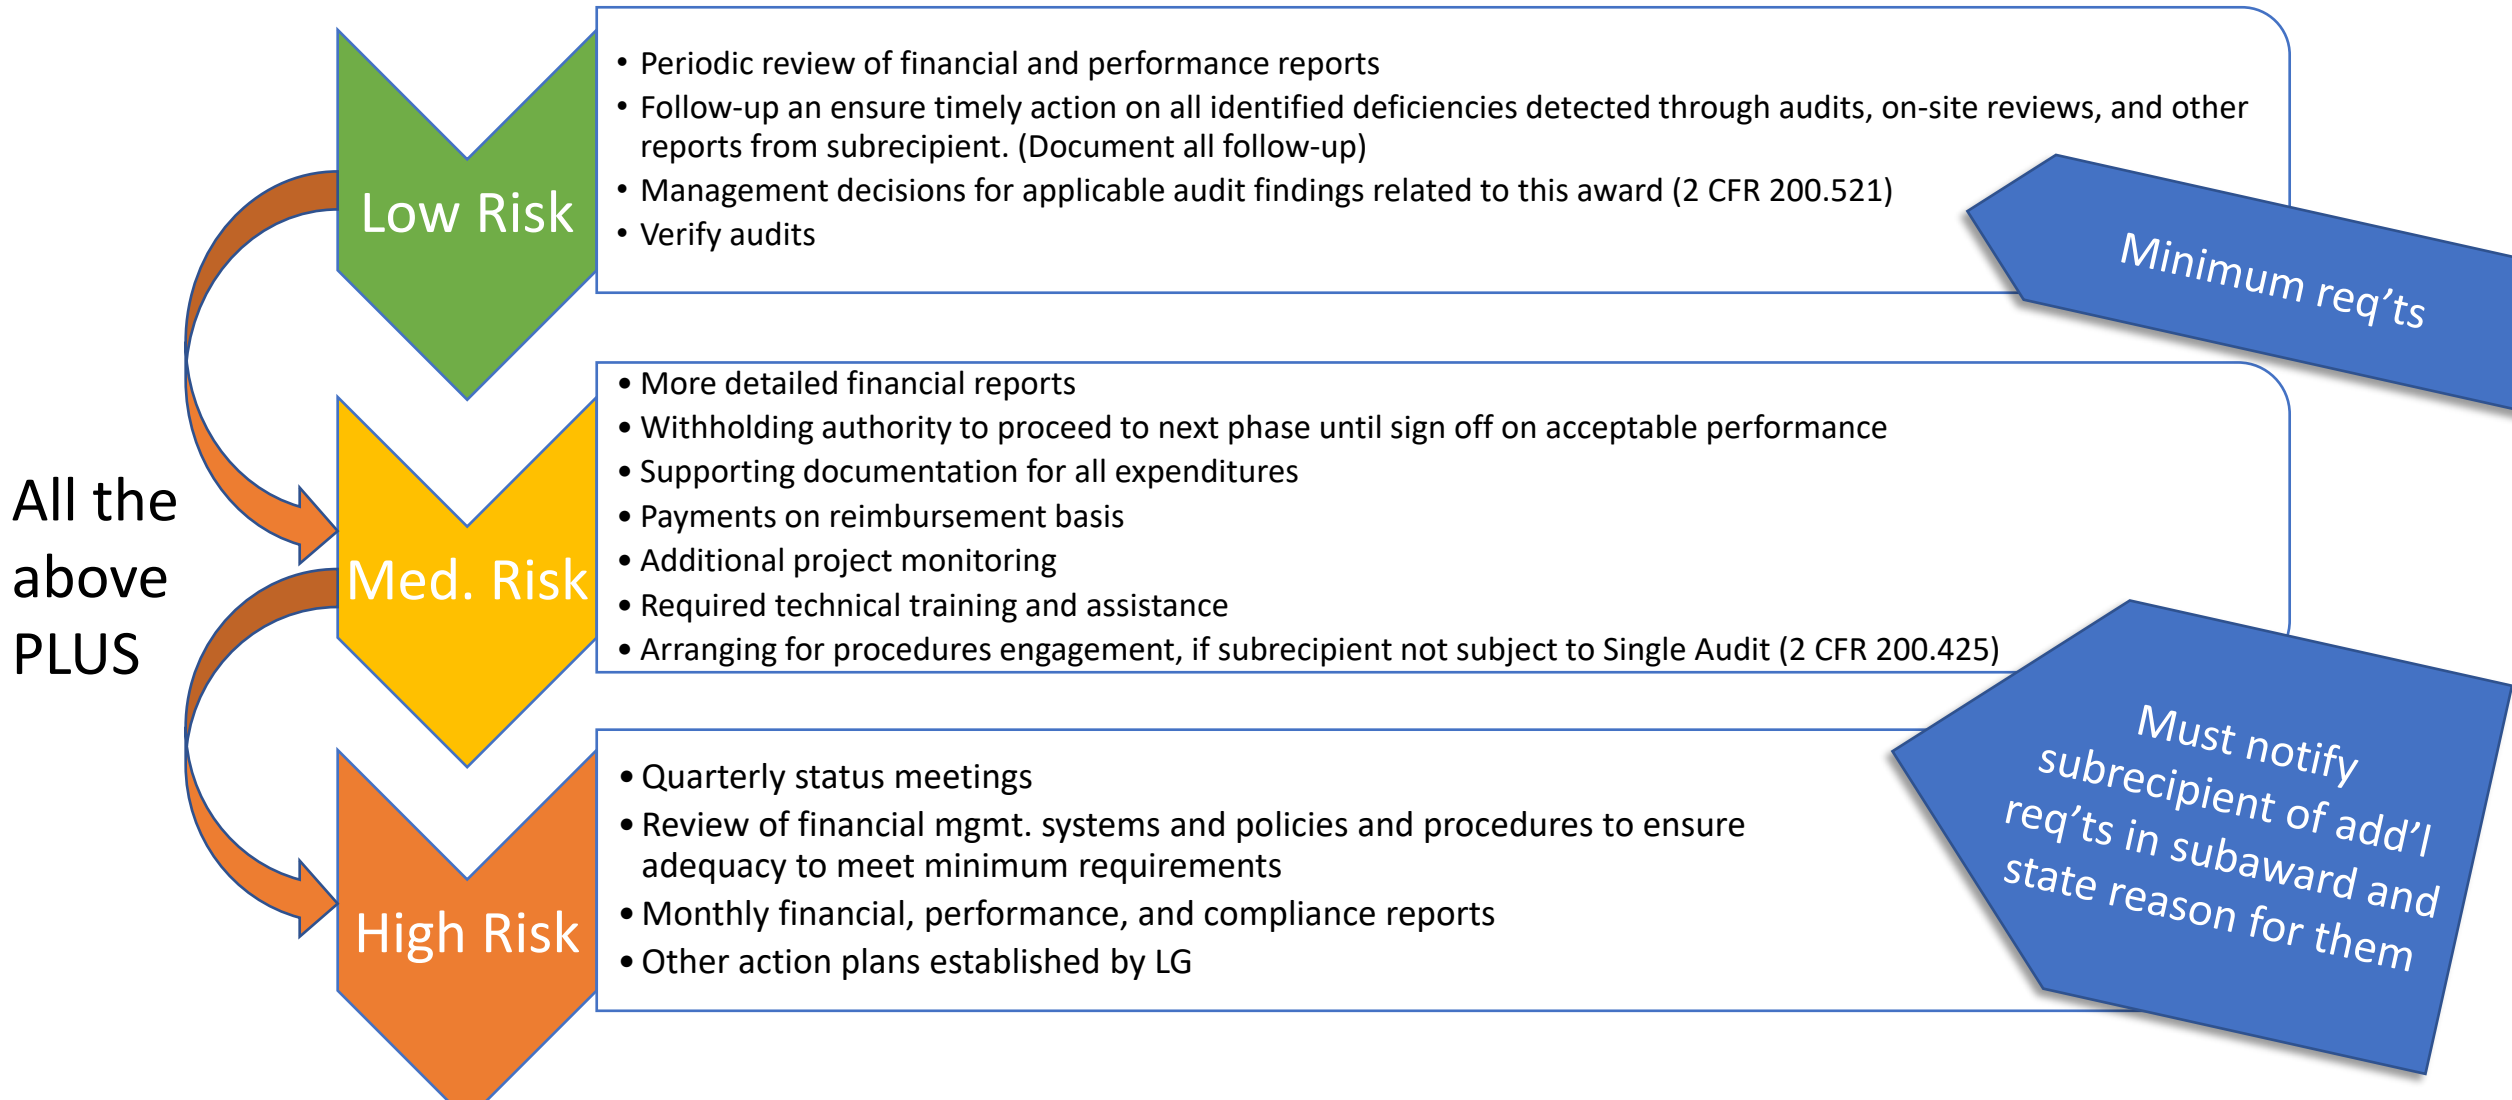 • Periodic review of financial and performance reports
• Follow-up an ensure timely action on all identified deficiencies detected through audits, on-site reviews, and other
reports from subrecipient. (Document all follow-up)
• Management decisions for applicable audit findings related to this award (2 CFR 200.521)
• Verify audits
Low Risk
Minimum req’ts
All the
above
PLUS
• More detailed financial reports
• Withholding authority to proceed to next phase until sign off on acceptable performance
• Supporting documentation for all expenditures
• Payments on reimbursement basis
• Additional project monitoring
• Required technical training and assistance
• Arranging for procedures engagement, if subrecipient not subject to Single Audit (2 CFR 200.425)
Med. Risk
• Quarterly status meetings
• Review of financial mgmt. systems and policies and procedures to ensure
adequacy to meet minimum requirements
• Monthly financial, performance, and compliance reports
• Other action plans established by LG
High Risk
Must notify
subrecipient of add’l
req’ts in subaward and
state reason for them